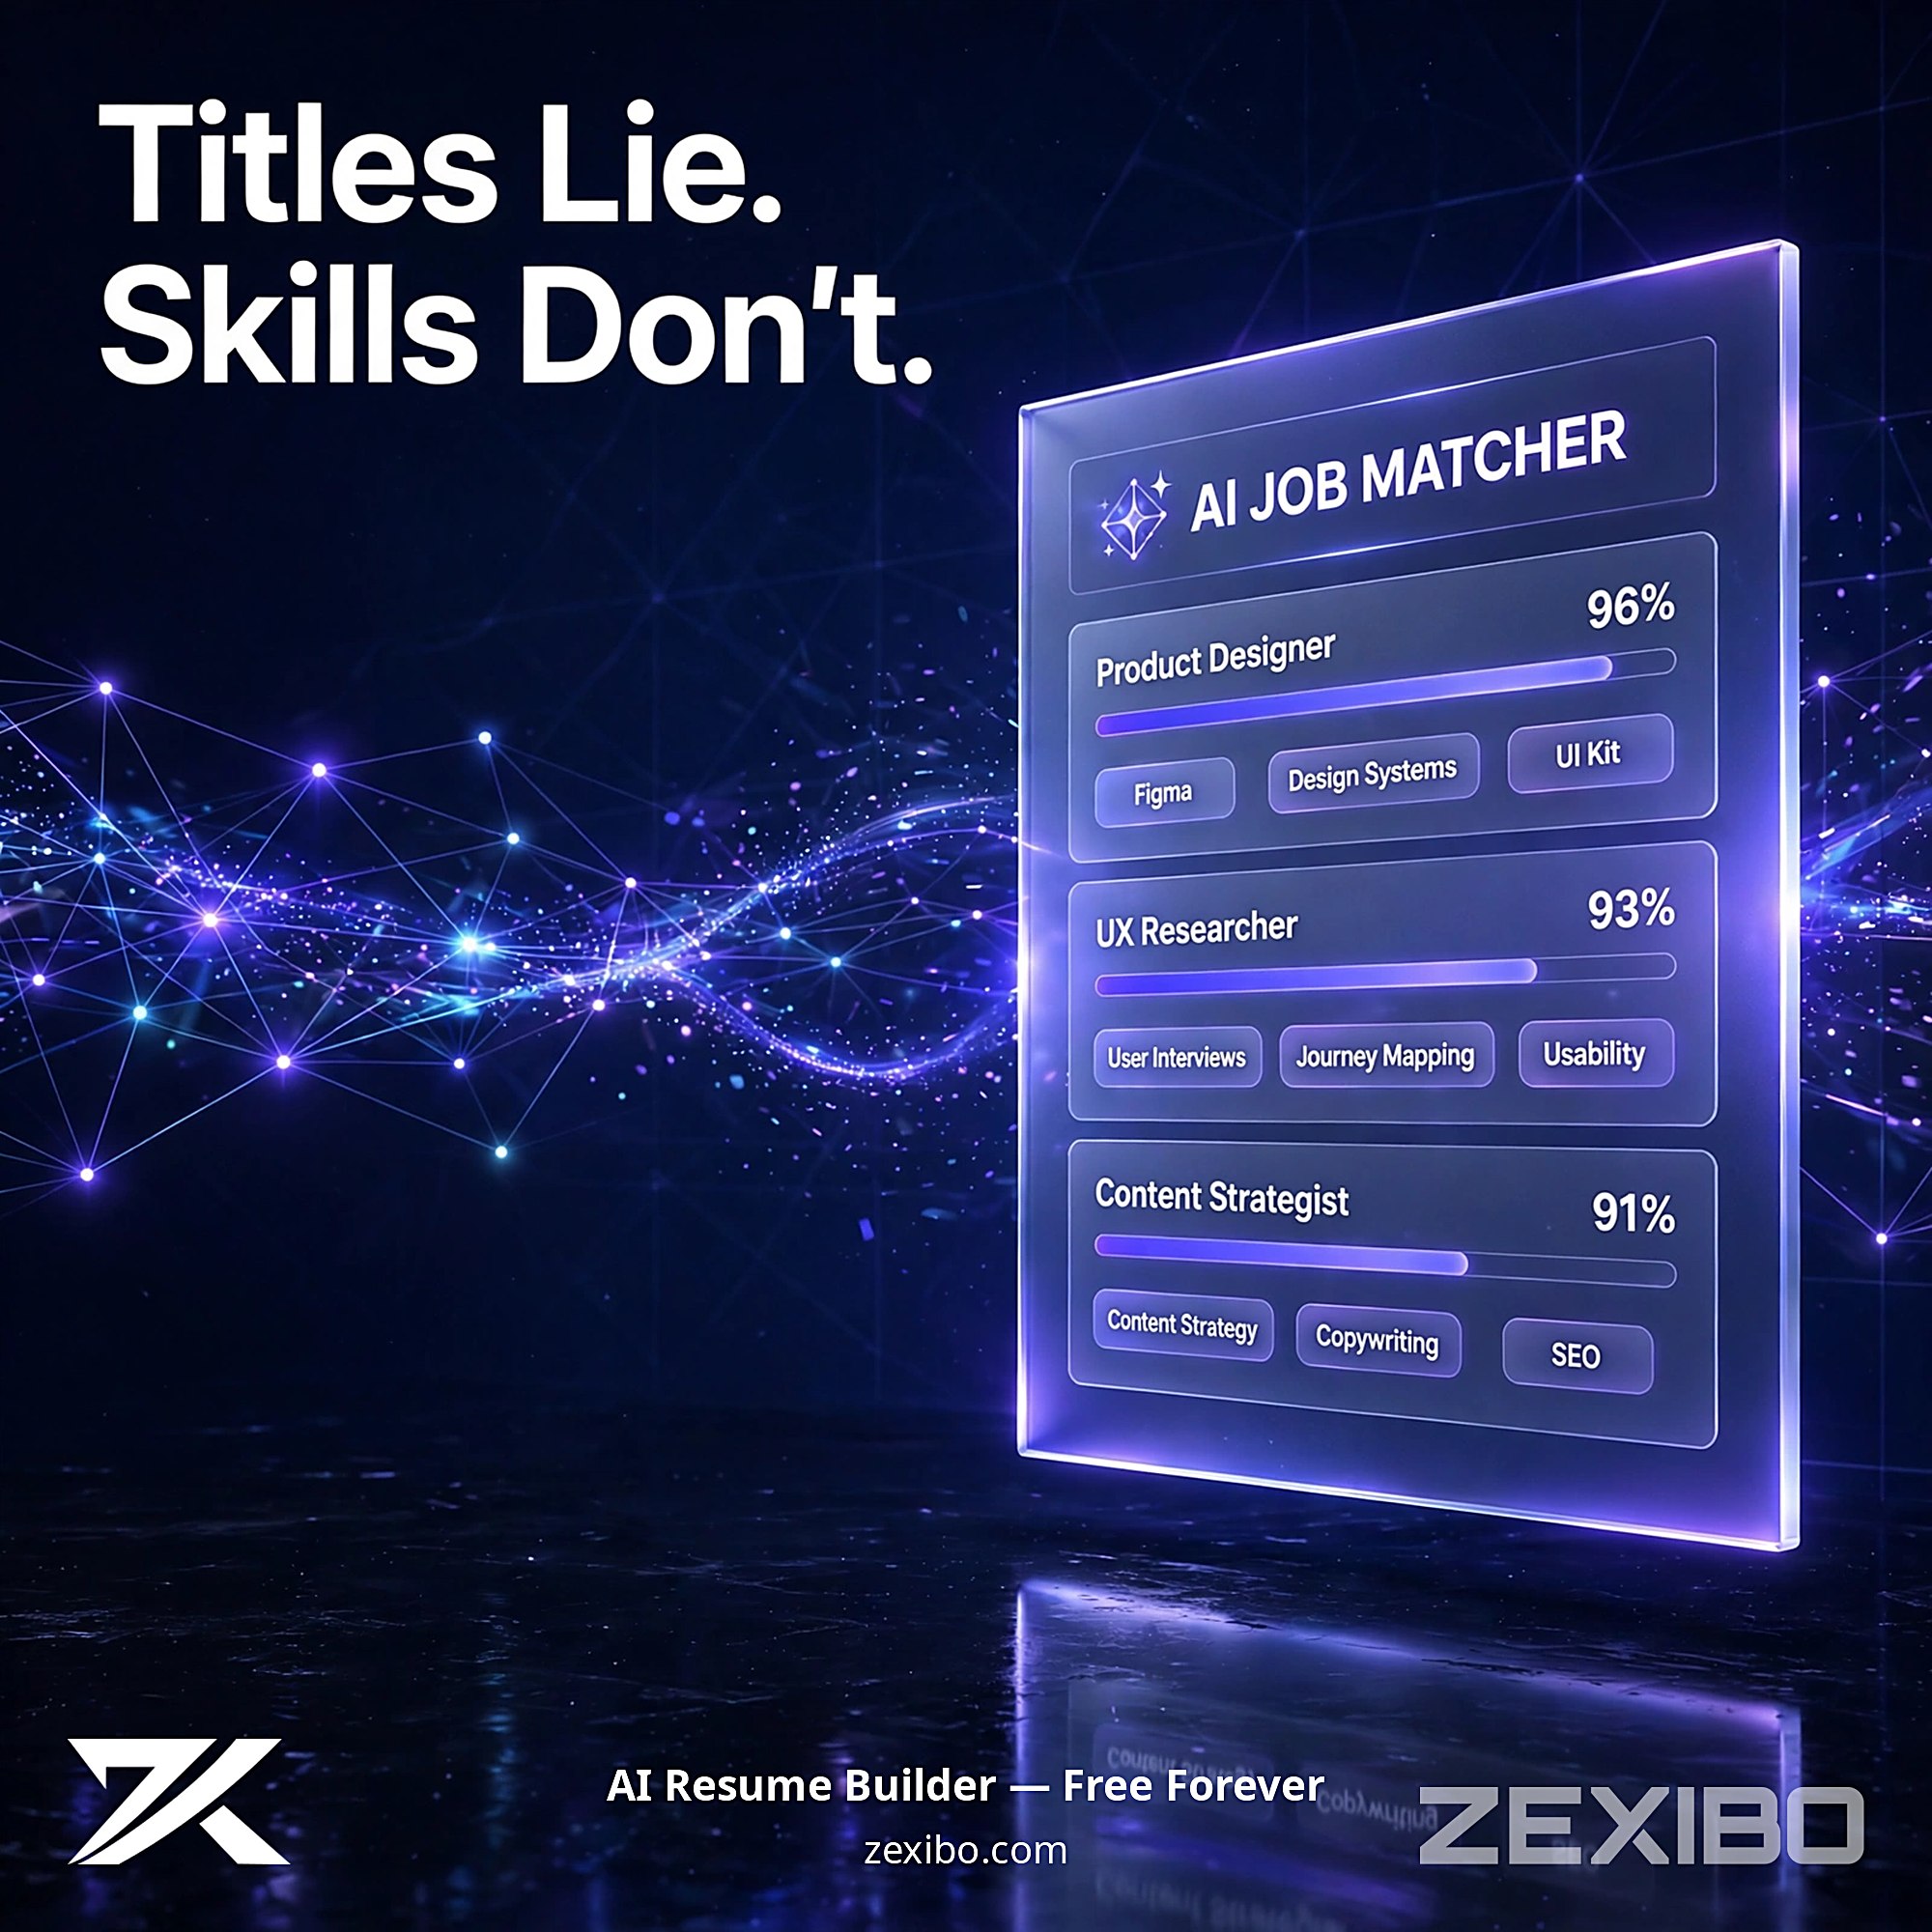 Titles Lie.
Skills Don't.
AI JOB MATCHER
Product Designer
96%
Figma
Design Systems
UI Kit
UX Researcher
93%
User Interviews
Journey Mapping
Usability
Content Strategist
91%
Content Strategy
Copywriting
SEO
AI Resume Builder — Free Forever
zexibo.com
ZEXIBO